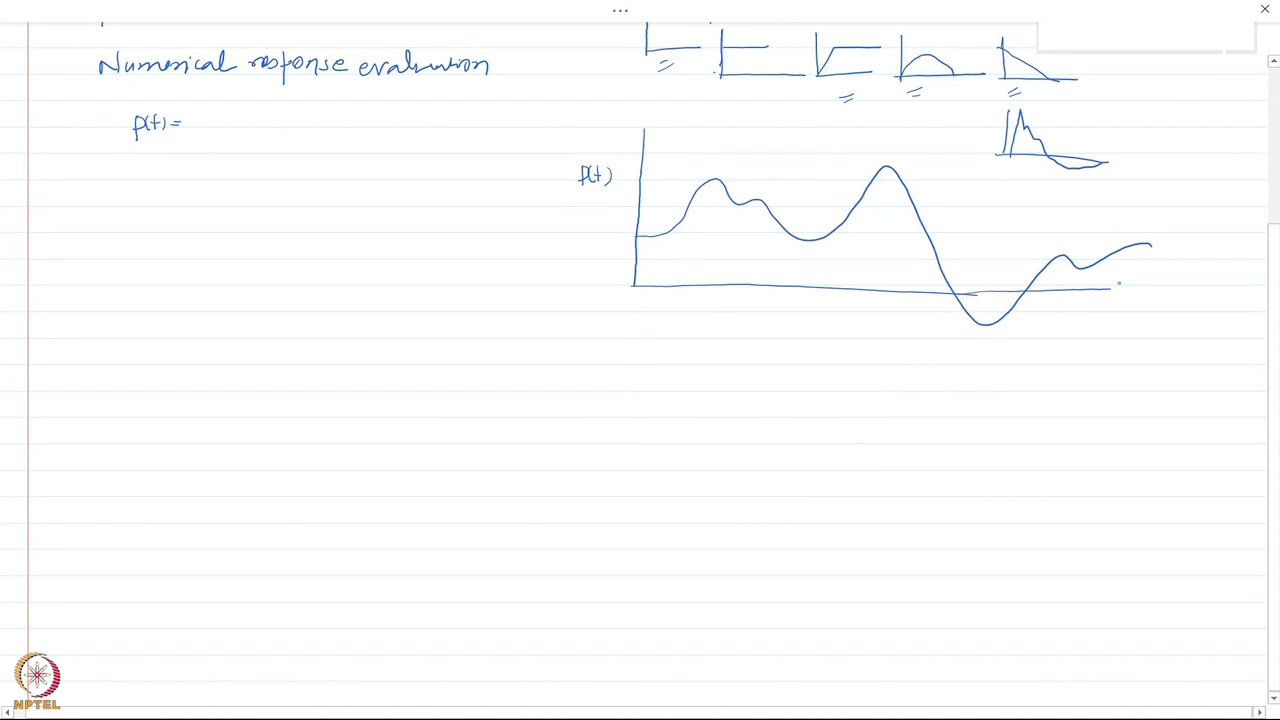 Numerical response evaluation
p(t) =
p(t)
NPTEL